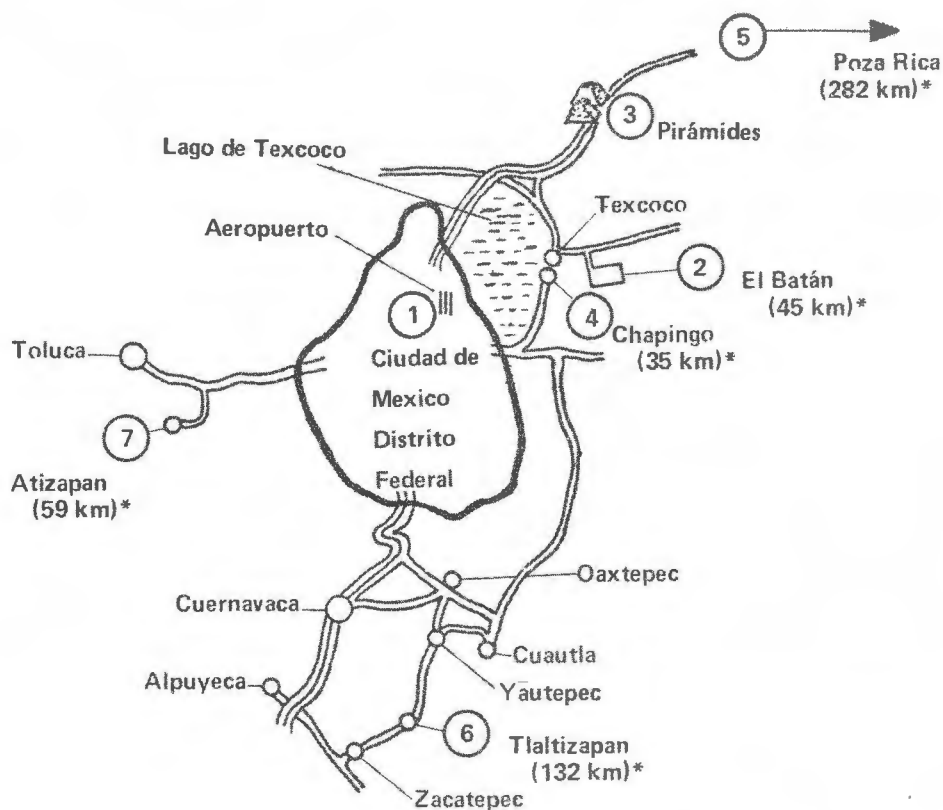 5
Poza Rica
(282 km)*
3
Pirámides
Lago de Texcoco
Texcoco
Aeropuerto
2
El Batán
(45 km)*
1
4
Chapingo
(35 km)*
Toluca
Ciudad de
Mexico
Distrito
Federal
7
Atizapan
(59 km)*
Oaxtepec
Cuernavaca
Cuautla
Alpuyeca
Yautepec
6
Tlaltizapan
(132 km)*
Zacatepec